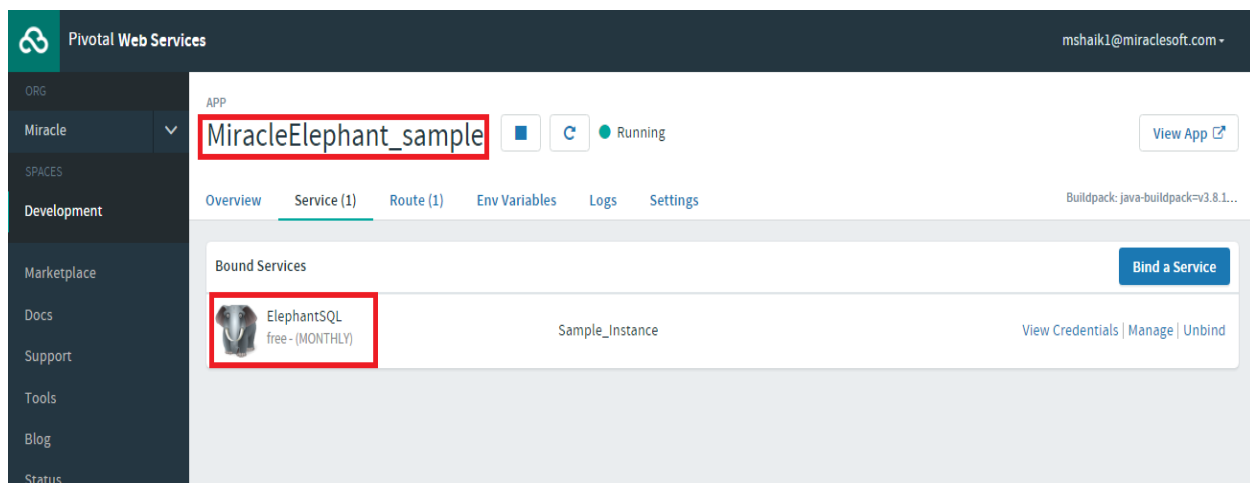 Pivotal Web Services
mshaik1@miraclesoft.com
ORG
Miracle
SPACES
Development
Marketplace
Docs
Support
Tools
Blog
Status
APP
MiracleElephant_sample
Running
View App
Overview Service (1) Route (1) Env Variables Logs Settings
Buildpack: java-buildpack=v3.8.1...
Bound Services
Bind a Service
ElephantSQL
free - (MONTHLY)
Sample_Instance
View Credentials | Manage | Unbind